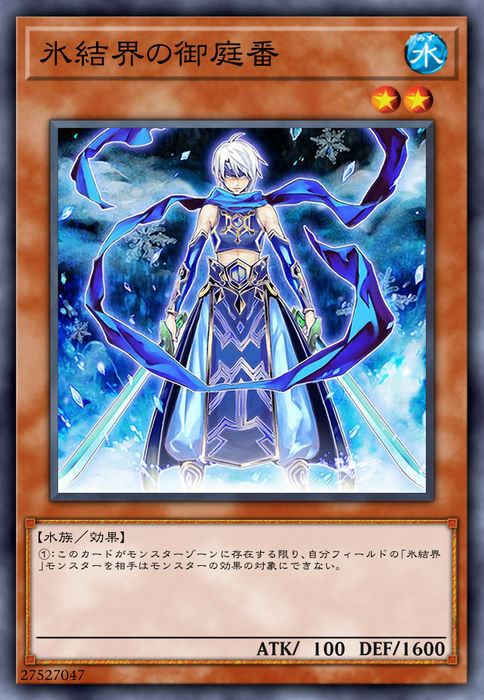 氷結界の御庭番
みず
水
【水族／効果】
①:このカードがモンスターゾーンに存在する限り、自分フィールドの「氷結界
」モンスターを相手はモンスターの効果の対象にできない。
ATK/ 100 DEF/1600
27527047